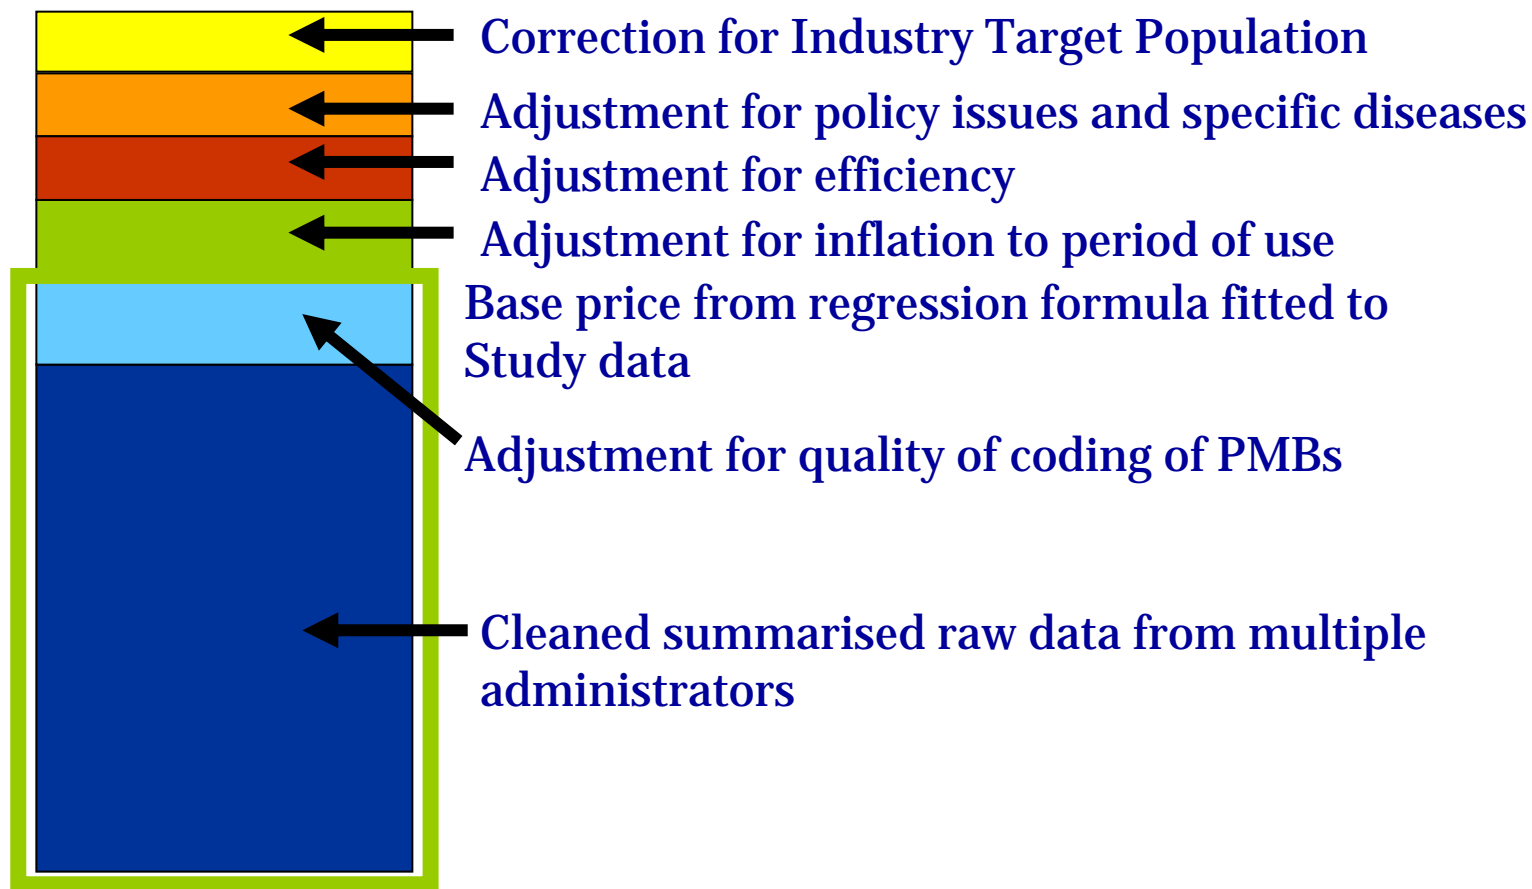 Correction for Industry Target Population
Adjustment for policy issues and specific diseases
Adjustment for efficiency
Adjustment for inflation to period of use
Base price from regression formula fitted to
Study data
Adjustment for quality of coding of PMBs
Cleaned summarised raw data from multiple
administrators